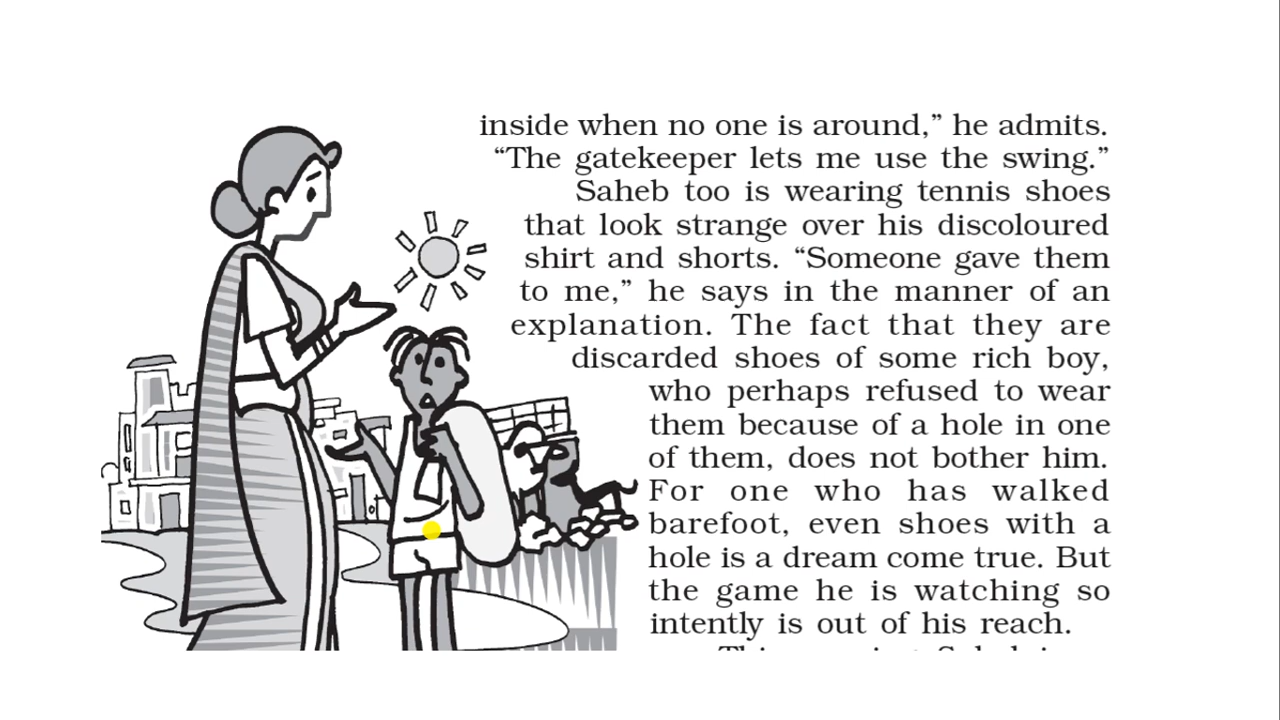 inside when no one is around,” he admits.
“The gatekeeper lets me use the swing.”
Saheb too is wearing tennis shoes
that look strange over his discoloured
shirt and shorts. “Someone gave them
to me,” he says in the manner of an
explanation. The fact that they are
discarded shoes of some rich boy,
who perhaps refused to wear
them because of a hole in one
of them, does not bother him.
For one who has walked
barefoot, even shoes with a
hole is a dream come true. But
the game he is watching so
intently is out of his reach.